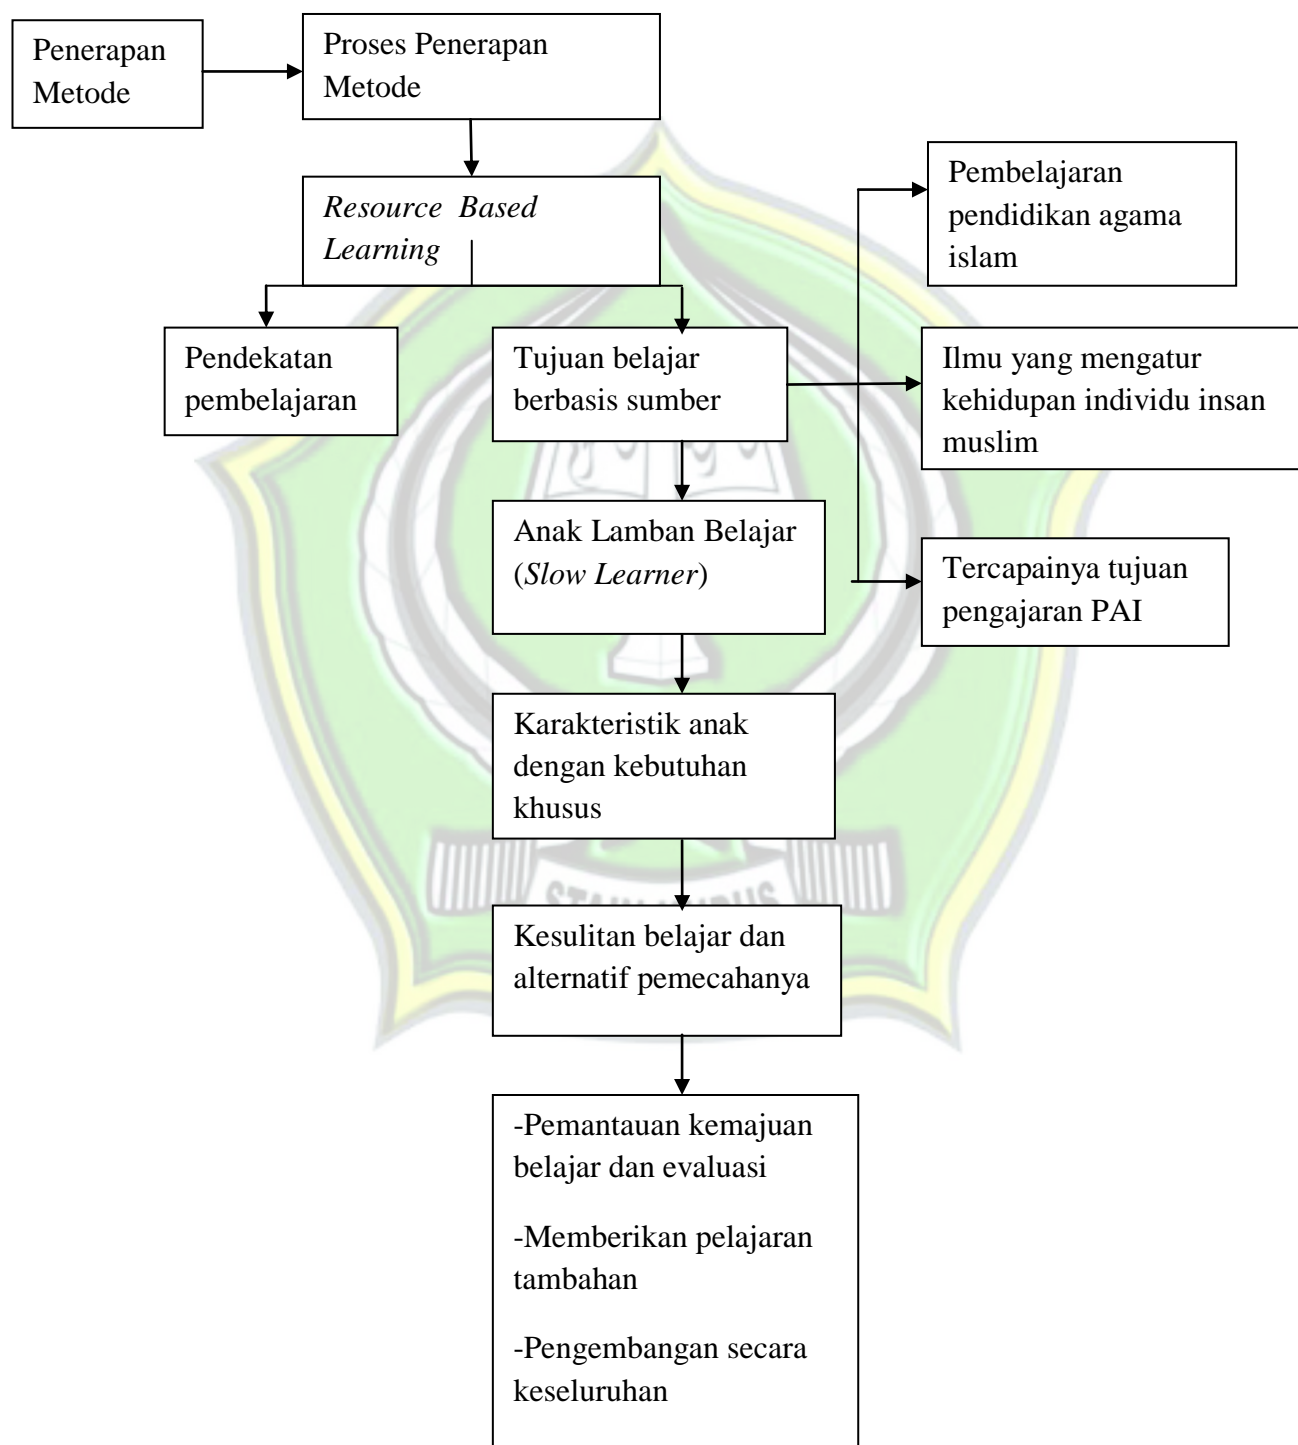 Penerapan
Metode
Proses Penerapan
Metode
Resource Based
Learning
Pembelajaran
pendidikan agama
islam
Pendekatan
pembelajaran
Tujuan belajar
berbasis sumber
Ilmu yang mengatur
kehidupan individu insan
muslim
Anak Lamban Belajar
(Slow Learner)
Tercapainya tujuan
pengajaran PAI
Karakteristik anak
dengan kebutuhan
khusus
Kesulitan belajar dan
alternatif pemecahanya
-Pemantauan kemajuan
belajar dan evaluasi
-Memberikan pelajaran
tambahan
-Pengembangan secara
keseluruhan